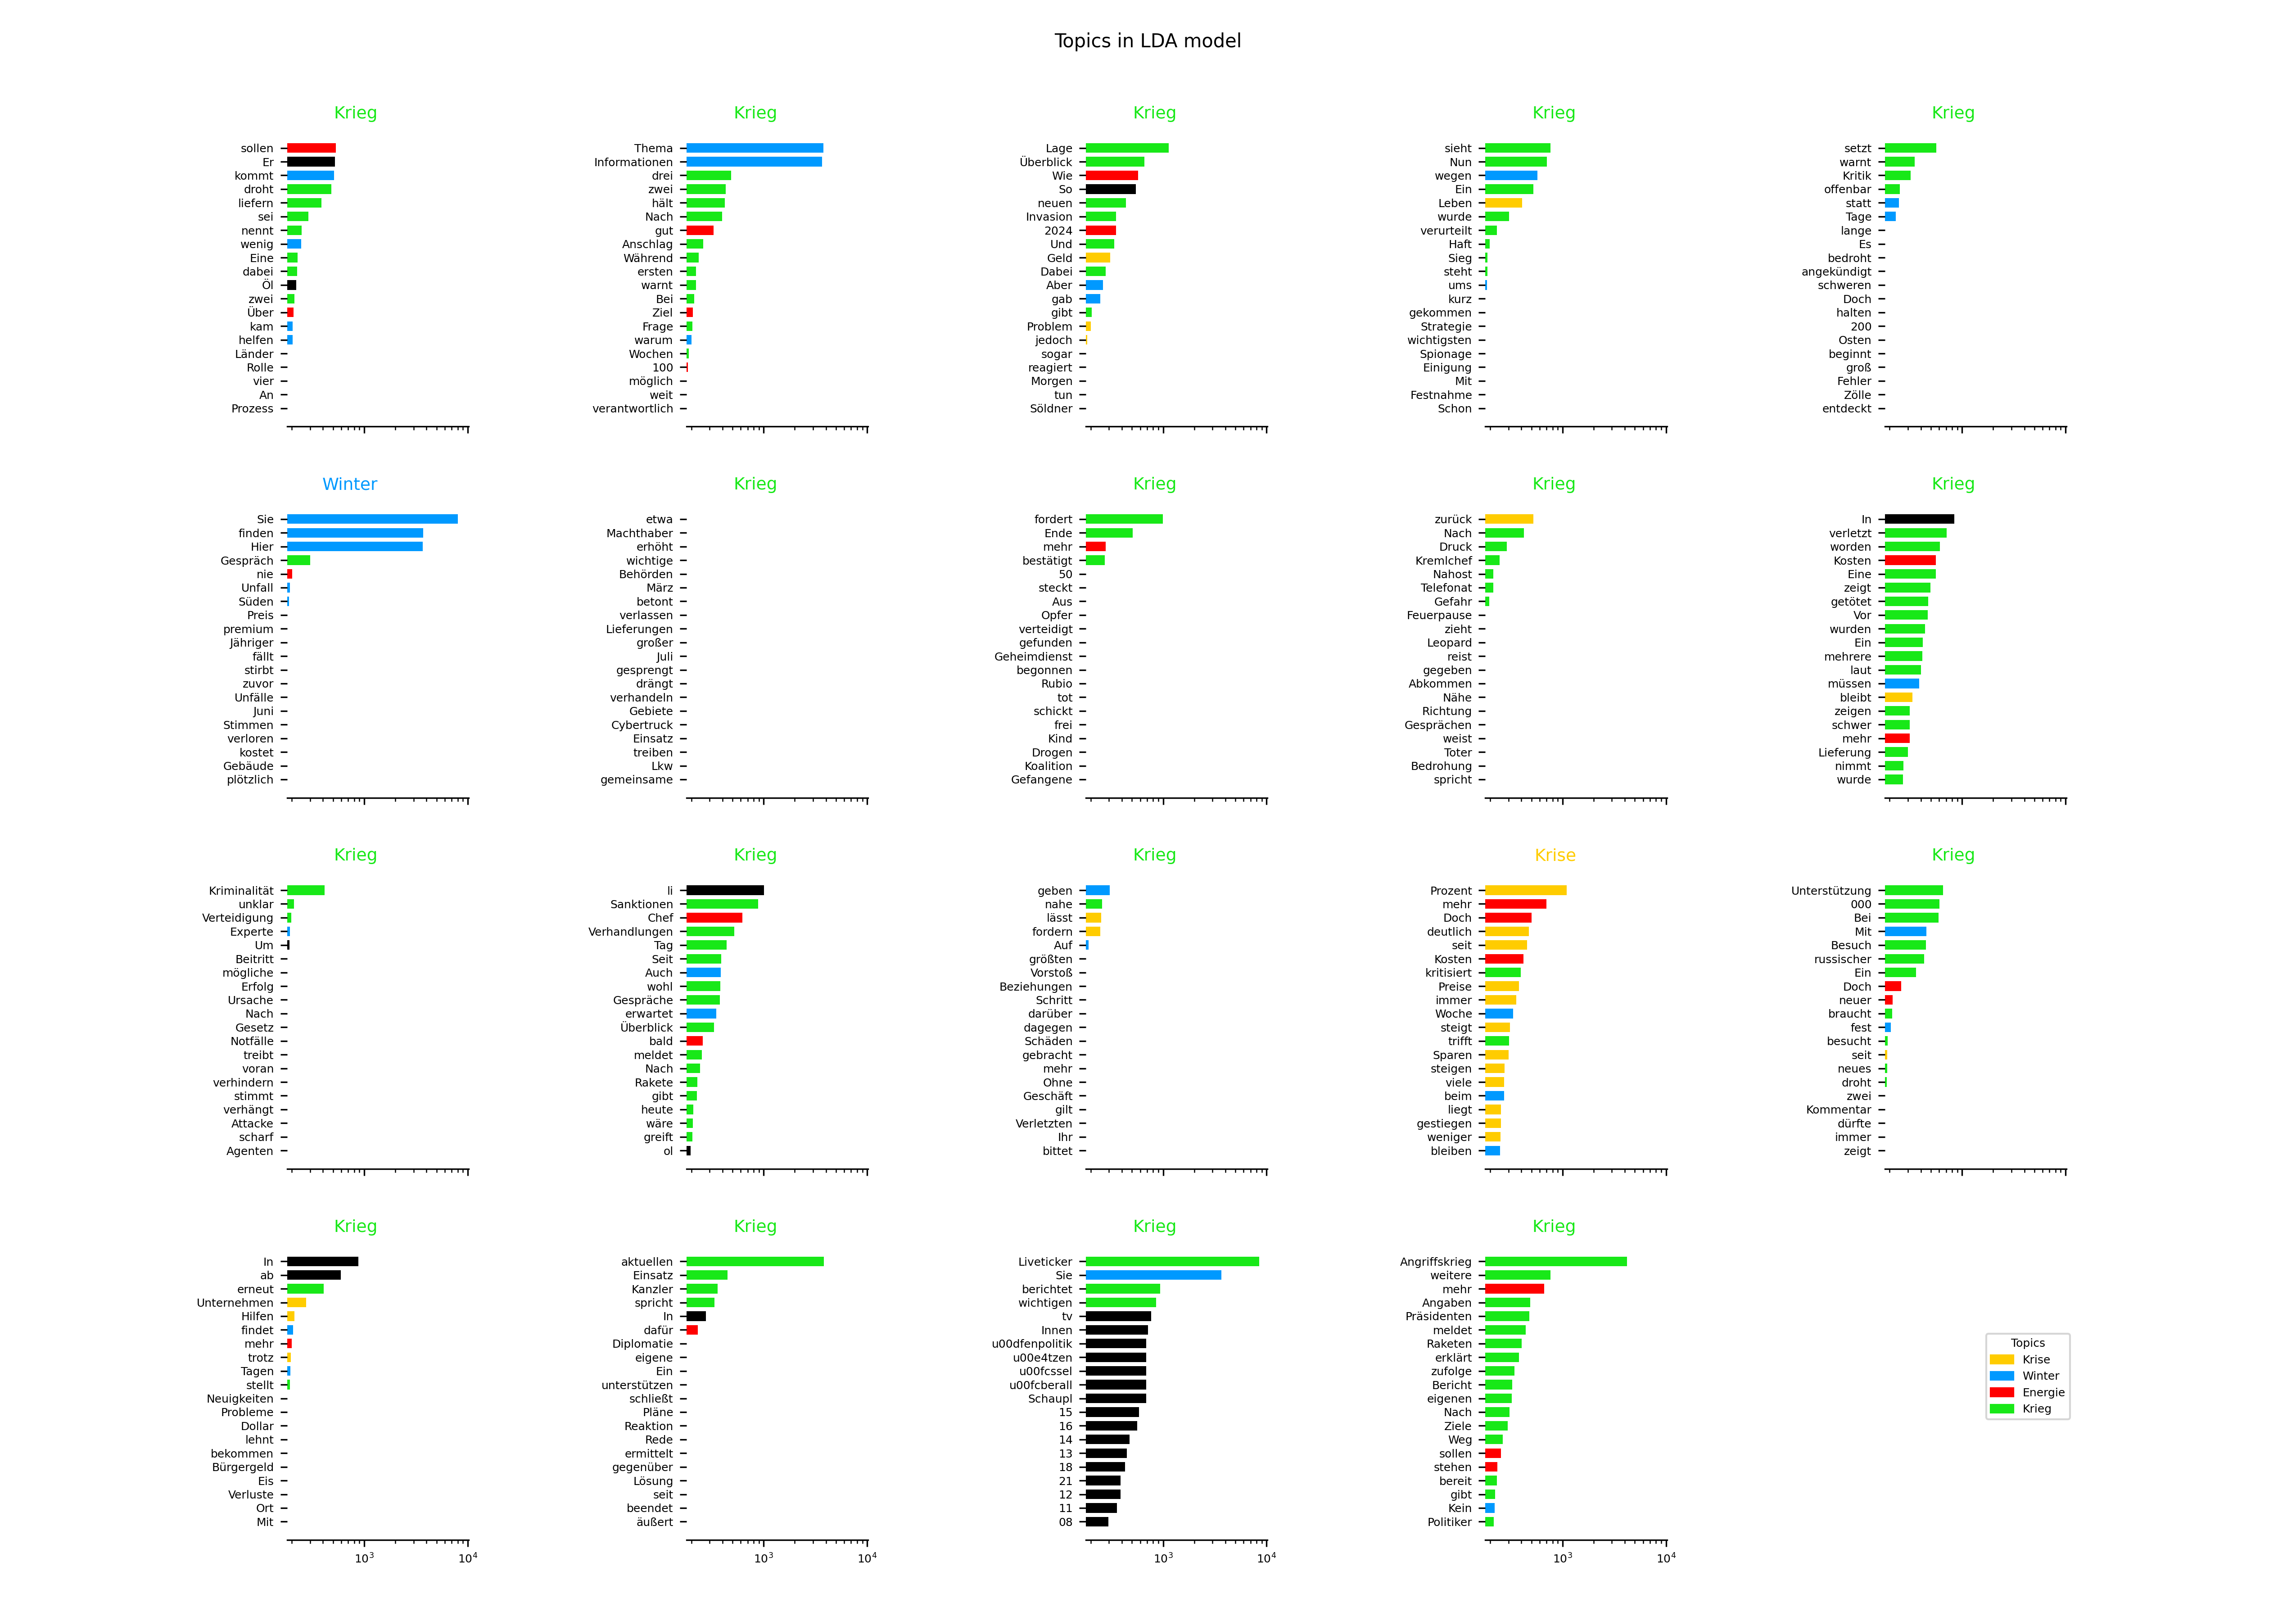 Topics in LDA model
Krieg
sollen
Er
kommt
droht
liefern
sei
nennt
wenig
Eine
dabei
Öl
zwei
Über
kam
helfen
Länder
Rolle
vier
An
Prozess
Krieg
Thema
Informationen
drei
zwei
hält
Nach
gut
Anschlag
Während
ersten
warnt
Bei
Ziel
Frage
warum
Wochen
100
möglich
weit
verantwortlich
Krieg
Lage
Überblick
Wie
So
neuen
Invasion
2024
Und
Geld
Dabei
Aber
gab
gibt
Problem
jedoch
sogar
reagiert
Morgen
tun
Söldner
Krieg
sieht
Nun
wegen
Ein
Leben
wurde
verurteilt
Haft
Sieg
steht
ums
kurz
gekommen
Strategie
wichtigsten
Spionage
Einigung
Mit
Festnahme
Schon
Krieg
setzt
warnt
Kritik
offenbar
statt
Tage
lange
Es
bedroht
angekündigt
schweren
Doch
halten
200
Osten
beginnt
groß
Fehler
Zölle
entdeckt
Winter
Sie
finden
Hier
Gespräch
nie
Unfall
Süden
Preis
premium
Jähriger
fällt
stirbt
zuvor
Unfälle
Juni
Stimmen
verloren
kostet
Gebäude
plötzlich
Krieg
etwa
Machthaber
erhöht
wichtige
Behörden
März
betont
verlassen
Lieferungen
großer
Juli
gesprengt
drängt
verhandeln
Gebiete
Cybertruck
Einsatz
treiben
Lkw
gemeinsame
Krieg
fordert
Ende
mehr
bestätigt
50
steckt
Aus
Opfer
verteidigt
gefunden
Geheimdienst
begonnen
Rubio
tot
schickt
frei
Kind
Drogen
Koalition
Gefangene
Krieg
zurück
Nach
Druck
Kremlchef
Nahost
Telefonat
Gefahr
Feuerpause
zieht
Leopard
reist
gegeben
Abkommen
Nähe
Richtung
Gesprächen
weist
Toter
Bedrohung
spricht
Krieg
In
verletzt
worden
Kosten
Eine
zeigt
getötet
Vor
wurden
Ein
mehrere
laut
müssen
bleibt
zeigen
schwer
mehr
Lieferung
nimmt
wurde
Krieg
Kriminalität
unklar
Verteidigung
Experte
Um
Beitritt
mögliche
Erfolg
Ursache
Nach
Gesetz
Notfälle
treibt
voran
verhindern
stimmt
verhängt
Attacke
scharf
Agenten
Krieg
li
Sanktionen
Chef
Verhandlungen
Tag
Seit
Auch
wohl
Gespräche
erwartet
Überblick
bald
meldet
Nach
Rakete
gibt
heute
wäre
greift
ol
Krieg
geben
nahe
lässt
fordern
Auf
größten
Vorstoß
Beziehungen
Schritt
darüber
dagegen
Schäden
gebracht
mehr
Ohne
Geschäft
gilt
Verletzten
Ihr
bittet
Krise
Prozent
mehr
Doch
deutlich
seit
Kosten
kritisiert
Preise
immer
Woche
steigt
trifft
Sparen
steigen
viele
beim
liegt
gestiegen
weniger
bleiben
Krieg
Unterstützung
000
Bei
Mit
Besuch
russischer
Ein
Doch
neuer
braucht
fest
besucht
seit
neues
droht
zwei
Kommentar
dürfte
immer
zeigt
Krieg
In
ab
erneut
Unternehmen
Hilfen
findet
mehr
trotz
Tagen
stellt
Neuigkeiten
Probleme
Dollar
lehnt
bekommen
Bürgergeld
Eis
Verluste
Ort
Mit
10³ 10⁴
Krieg
aktuellen
Einsatz
Kanzler
spricht
In
dafür
Diplomatie
eigene
Ein
unterstützen
schließt
Pläne
Reaktion
Rede
ermittelt
gegenüber
Lösung
seit
beendet
äußert
10³ 10⁴
Krieg
Liveticker
Sie
berichtet
wichtigen
tv
Innen
u00dfenpolitik
u00e4tzen
u00fcssel
u00fcberall
Schaupl
15
16
14
13
18
21
12
11
08
10³ 10⁴
Krieg
Angriffskrieg
weitere
mehr
Angaben
Präsidenten
meldet
Raketen
erklärt
zufolge
Bericht
eigenen
Nach
Ziele
Weg
sollen
stehen
bereit
gibt
Kein
Politiker
10³ 10⁴
Topics
Krise
Winter
Energie
Krieg